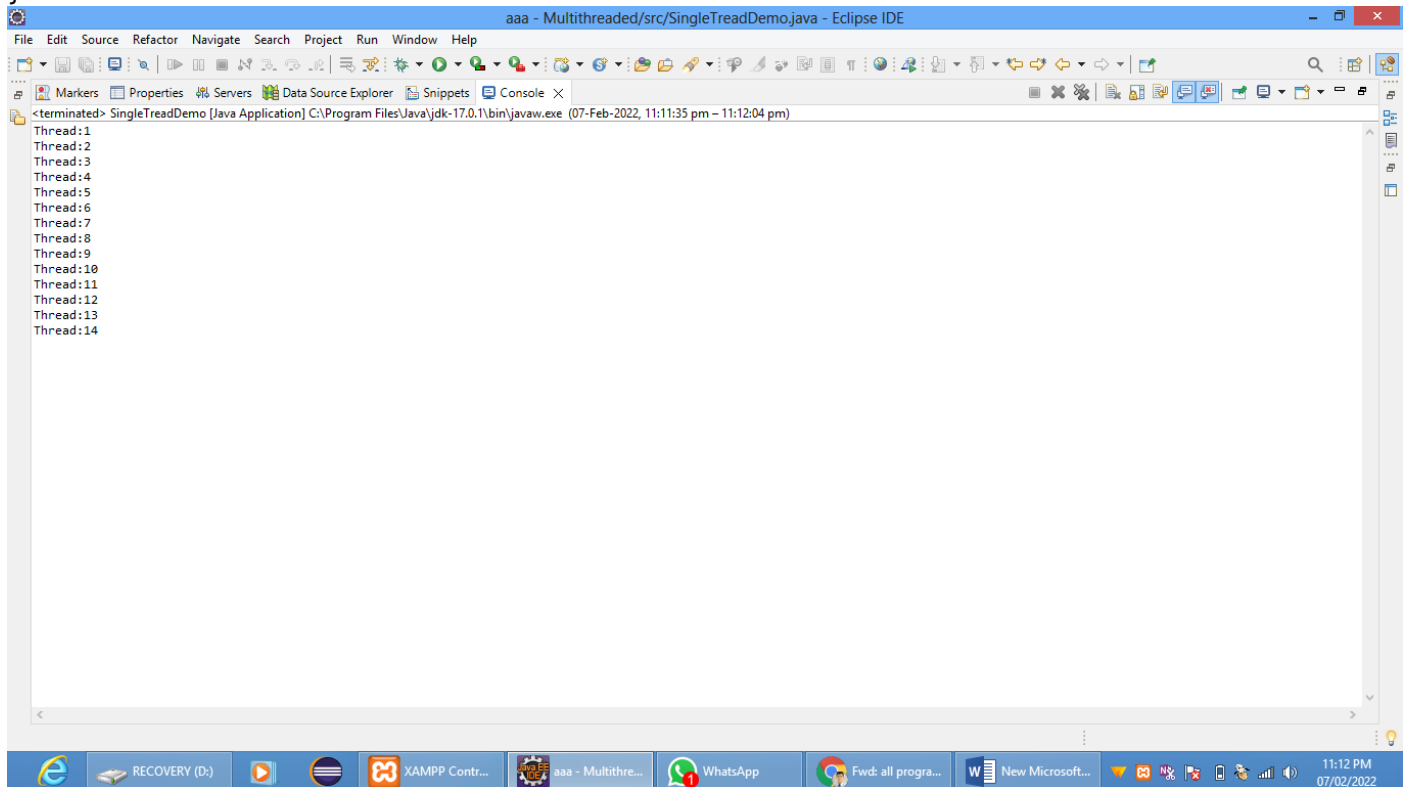 aaa - Multithreaded/src/SingleTreadDemo.java - Eclipse IDE
File Edit Source Refactor Navigate Search Project Run Window Help
Markers Properties Servers Data Source Explorer Snippets Console
<terminated> SingleTreadDemo [Java Application] C:\Program Files\Java\jdk-17.0.1\bin\javaw.exe (07-Feb-2022, 11:11:35 pm – 11:12:04 pm)
Thread:1
Thread:2
Thread:3
Thread:4
Thread:5
Thread:6
Thread:7
Thread:8
Thread:9
Thread:10
Thread:11
Thread:12
Thread:13
Thread:14
RECOVERY (D:) XAMPP Contr... aaa - Multithre... WhatsApp Fwd: all progra... New Microsoft... 11:12 PM
07/02/2022